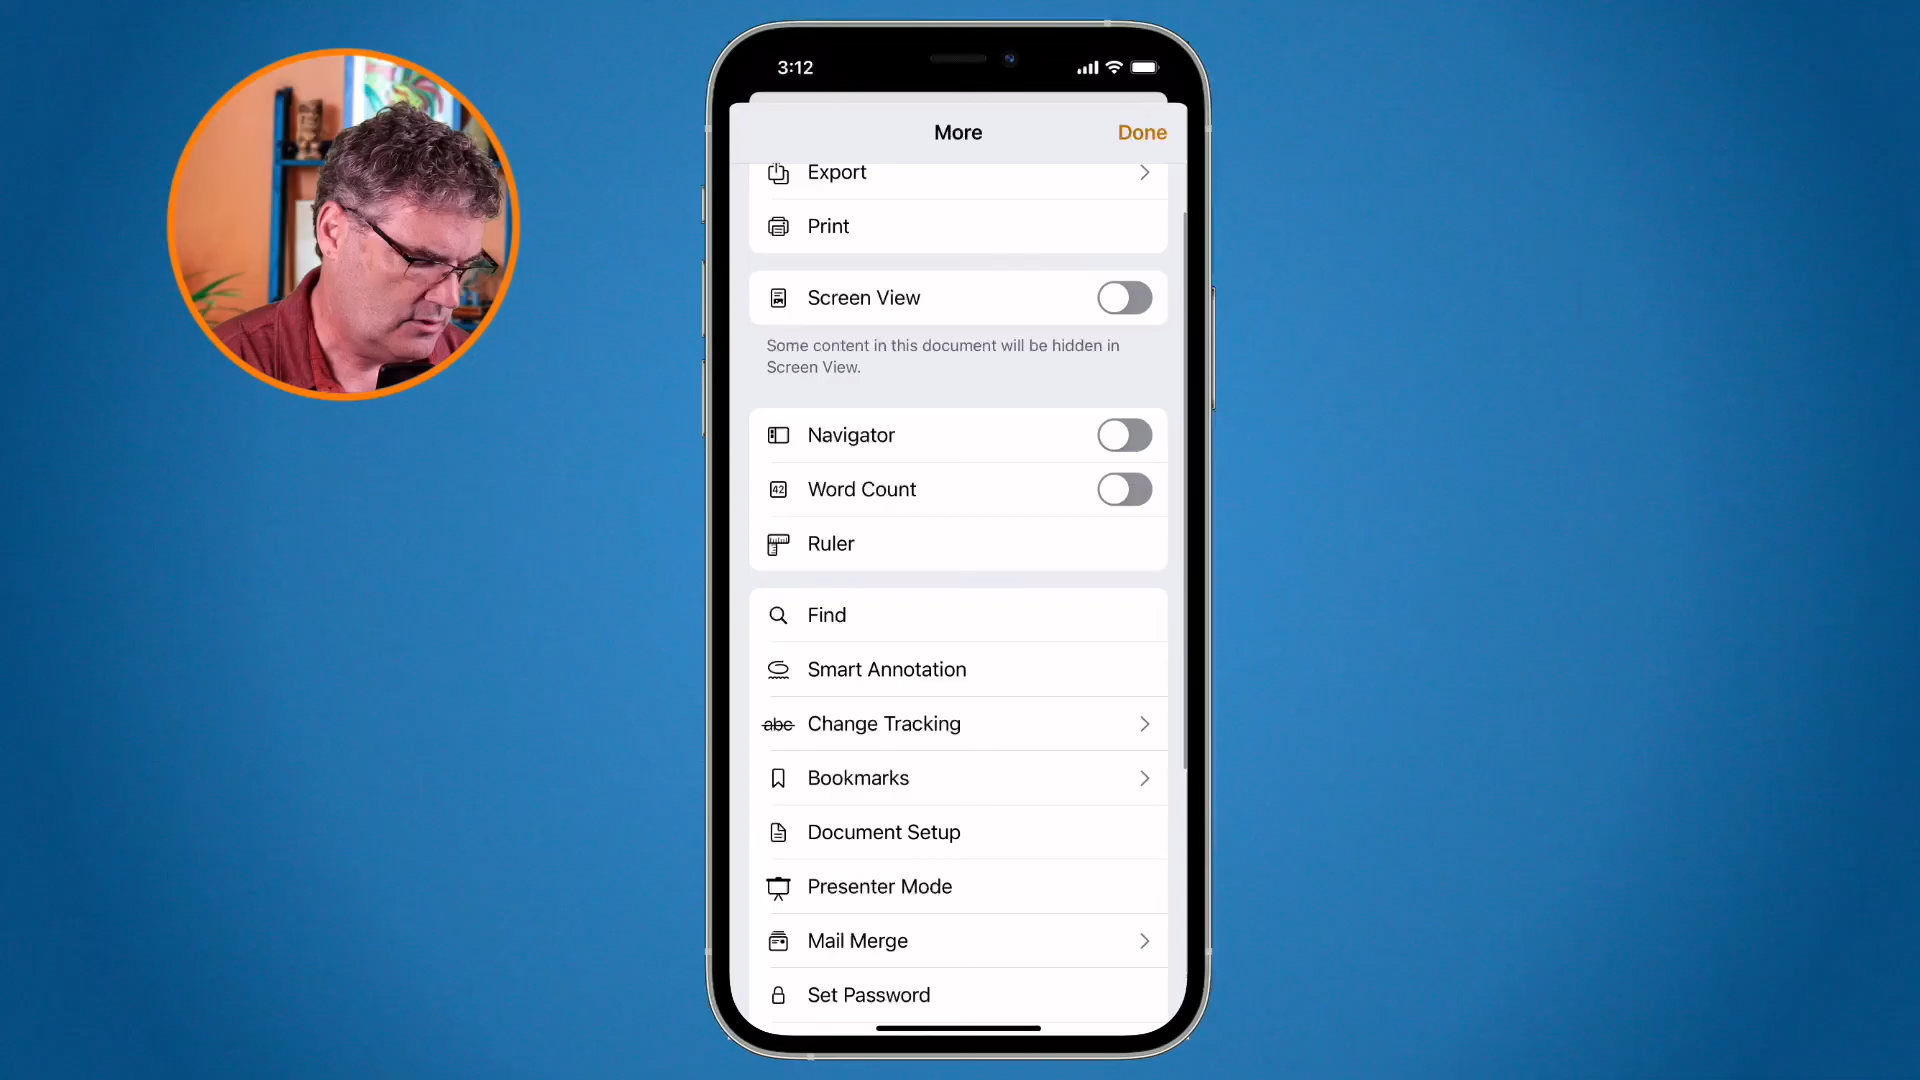 3:12
More
Done
Export
Print
Screen View
Some content in this document will be hidden in
Screen View.
Navigator
42
Word Count
Ruler
Find
Smart Annotation
abc
Change Tracking
Bookmarks
Document Setup
Presenter Mode
Mail Merge
Set Password